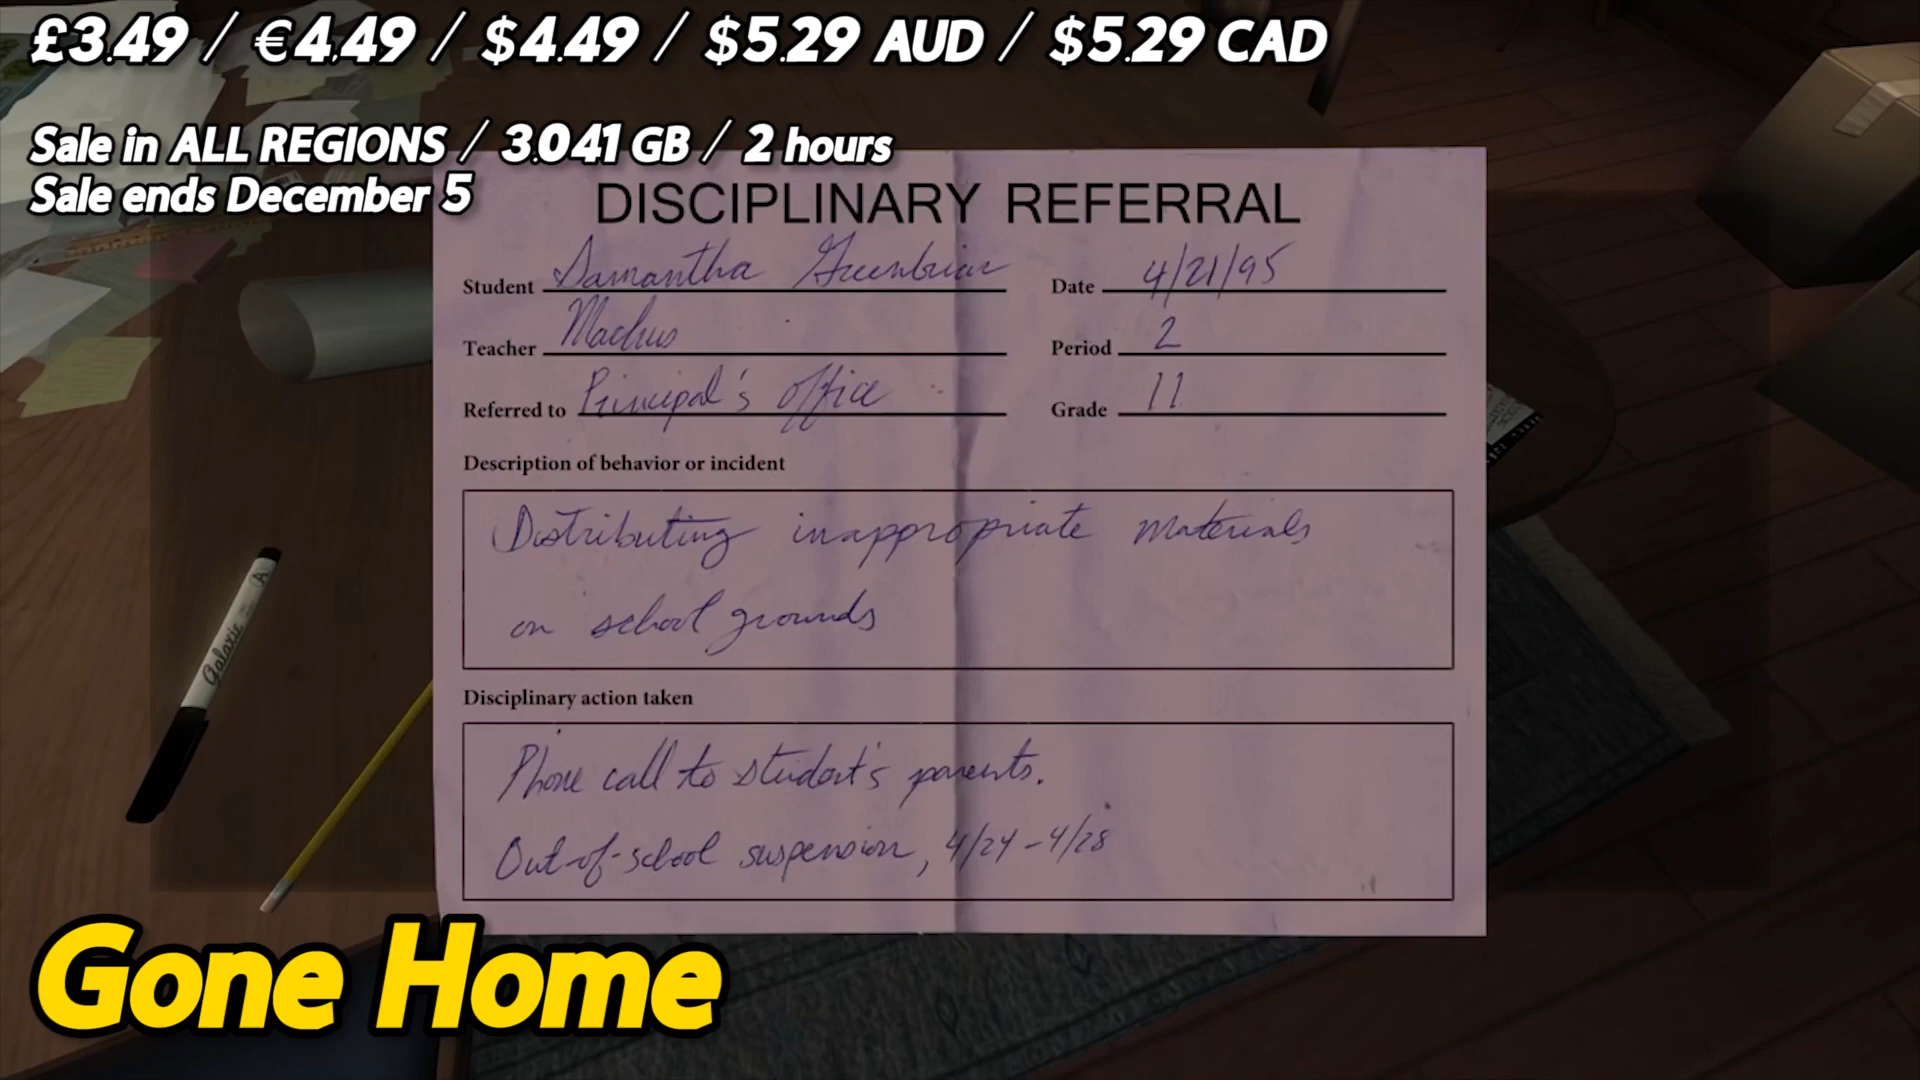 £3.49 / €4,49 / $4.49 / $5.29 AUD / $5.29 CAD
Sale in ALL REGIONS / 3.041 GB / 2 hours
Sale ends December 5
DISCIPLINARY REFERRAL
Student Samantha Greenbriar
Date 4/21/95
Teacher
Period 2
Referred to Principal's office
Grade 11
Description of behavior or incident
Distributing inappropriate materials
on school grounds
Disciplinary action taken
Phone call to student's parents.
Out-of-school suspension, 4/24-4/28
Galaxie A
Gone Home